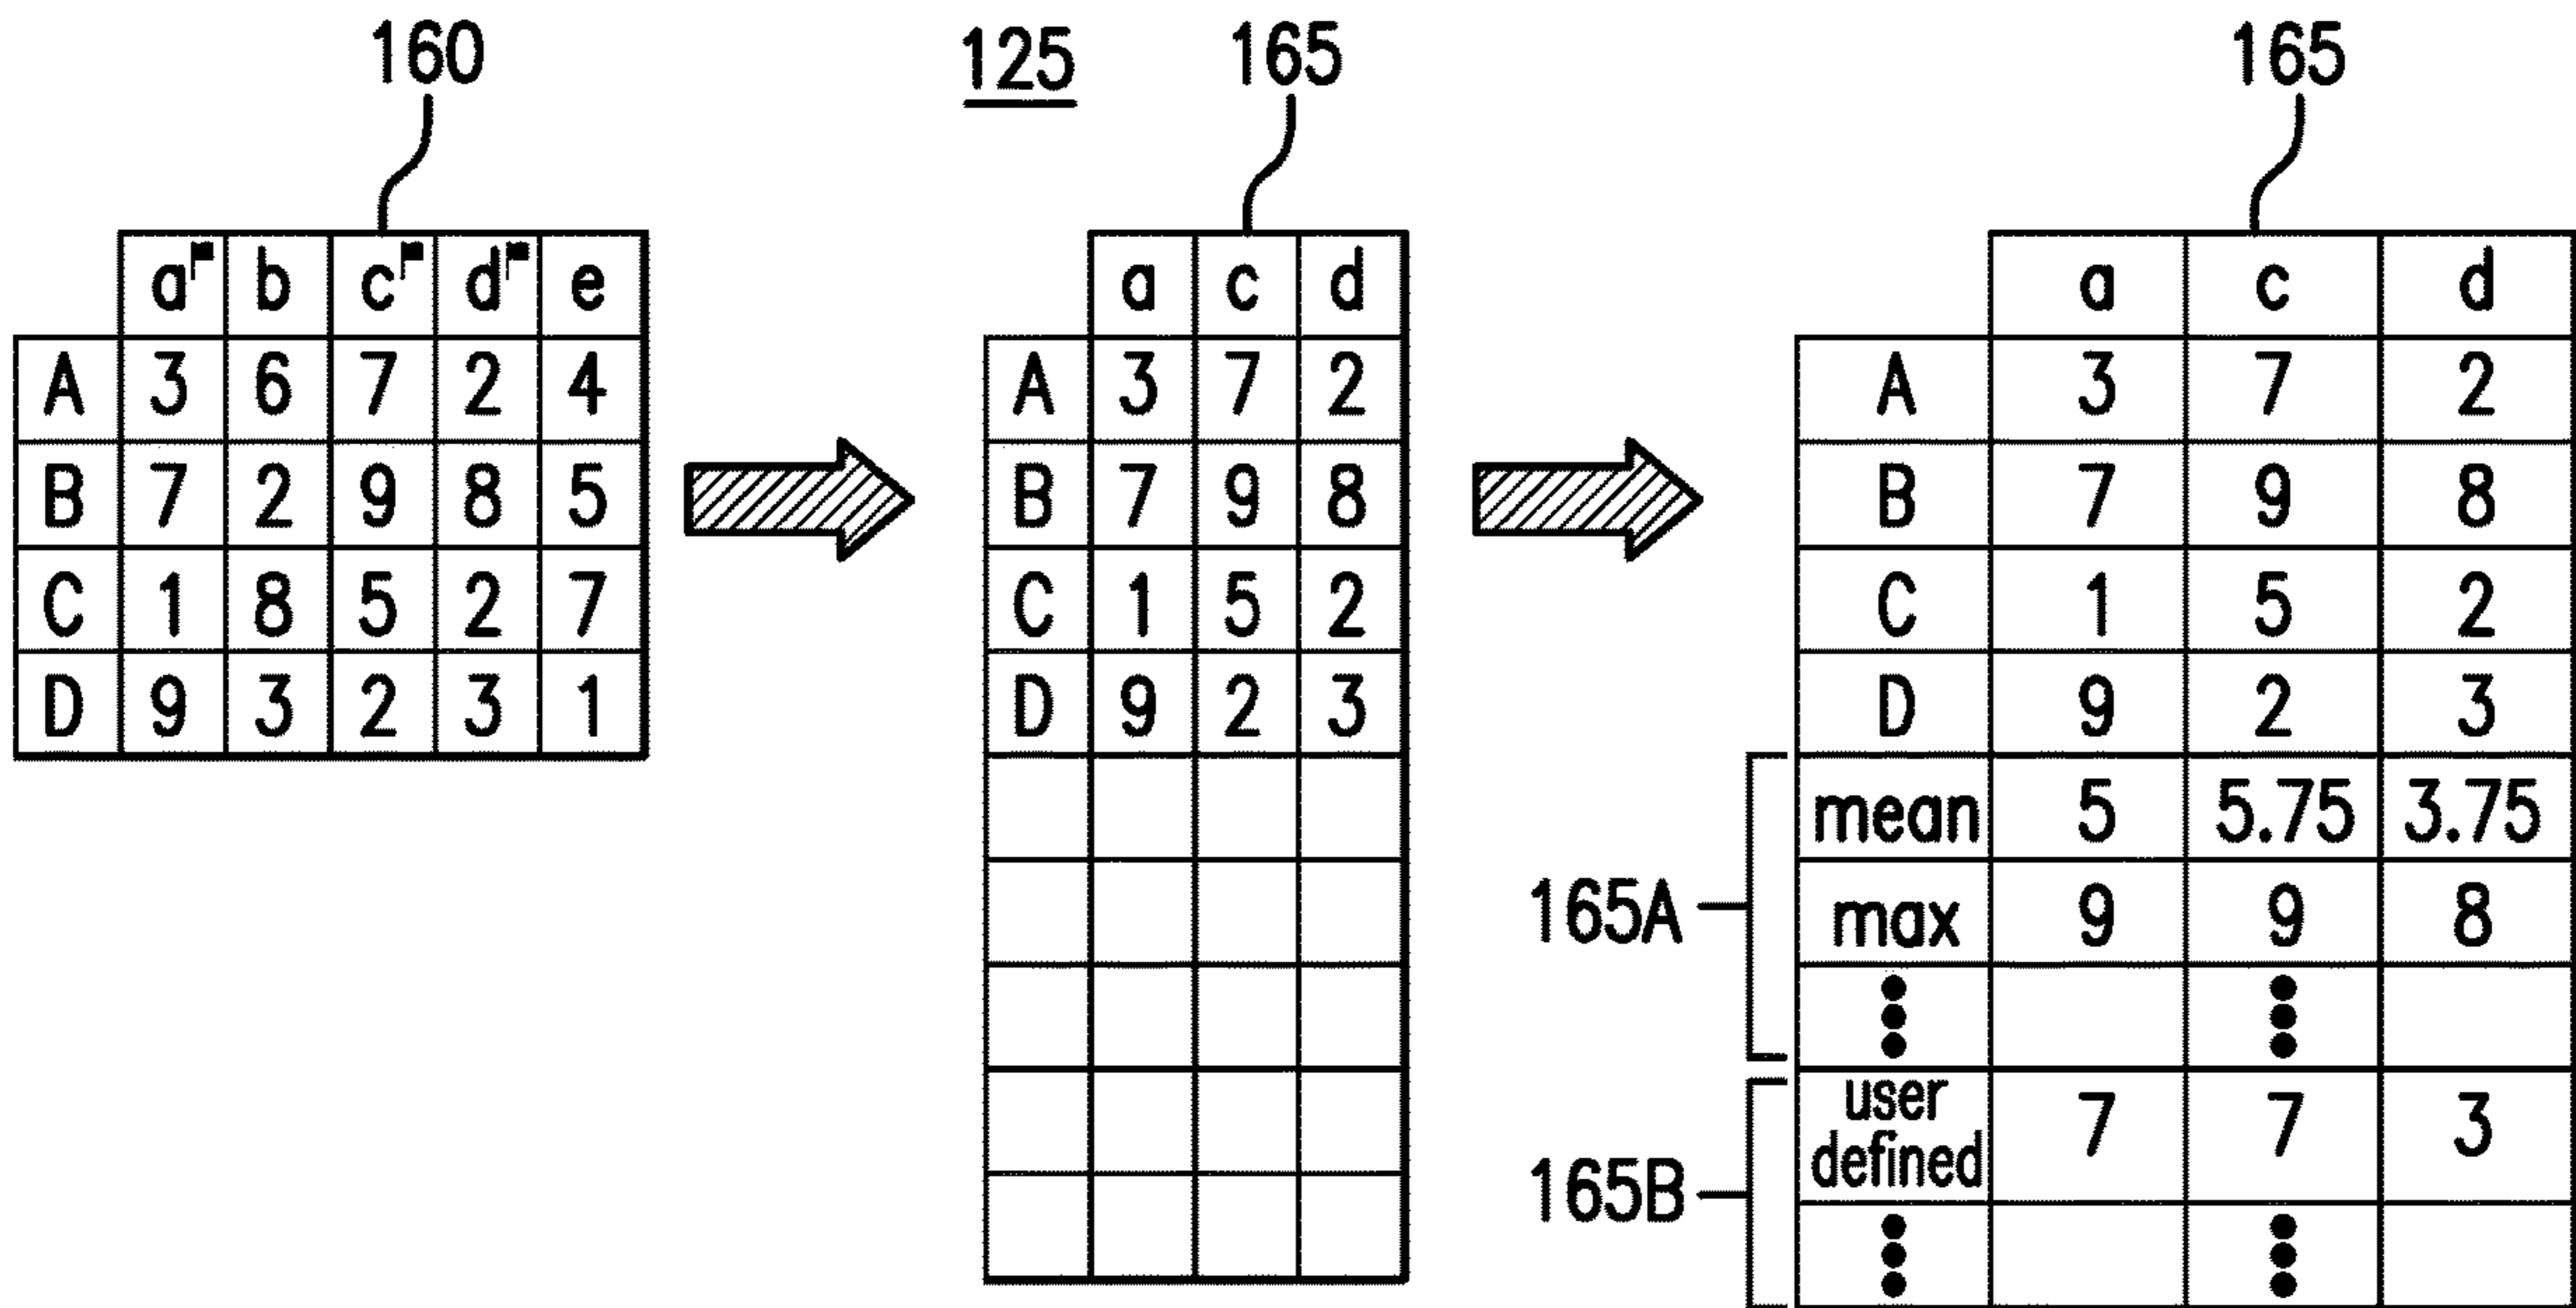 160 125 165 165
a b c d e
A 3 6 7 2 4
B 7 2 9 8 5
C 1 8 5 2 7
D 9 3 2 3 1
a c d
A 3 7 2
B 7 9 8
C 1 5 2
D 9 2 3
a c d
A 3 7 2
B 7 9 8
C 1 5 2
D 9 2 3
mean 5 5.75 3.75
165A
max 9 9 8
user
defined 7 7 3
165B